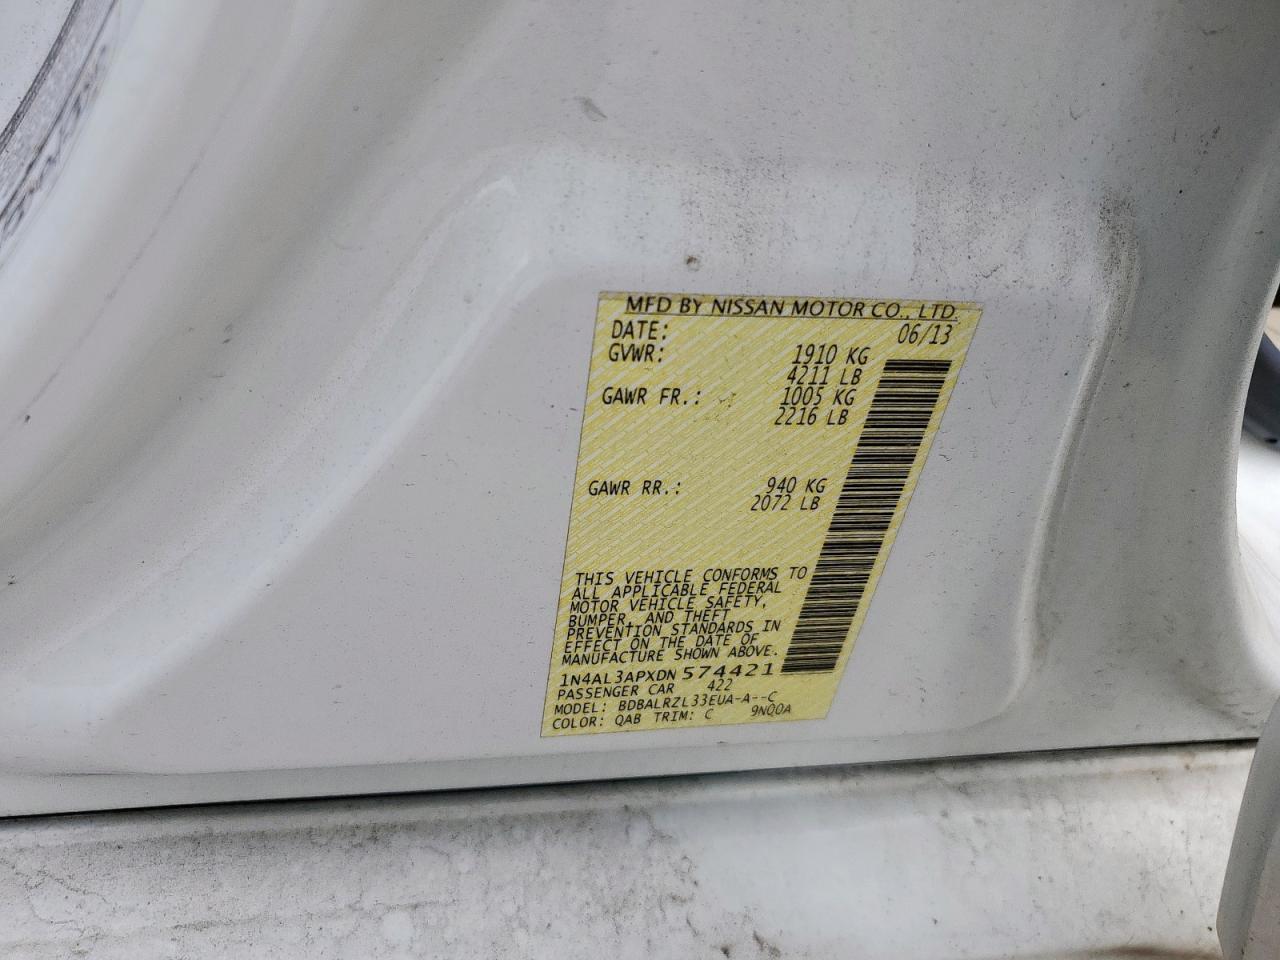 MFD BY NISSAN MOTOR CO., LTD.
DATE: 06/13
GVWR: 1910 KG
4211 LB
GAWR FR.: 1005 KG
2216 LB
GAWR RR.: 940 KG
2072 LB
THIS VEHICLE CONFORMS TO
ALL APPLICABLE FEDERAL
MOTOR VEHICLE SAFETY,
BUMPER, AND THEFT
PREVENTION STANDARDS IN
EFFECT ON THE DATE OF
MANUFACTURE SHOWN ABOVE.
1N4AL3APXDN 574421
PASSENGER CAR 422
MODEL: BDBALRZL33EUA-A--C
COLOR: QAB TRIM: C 9NQ0A